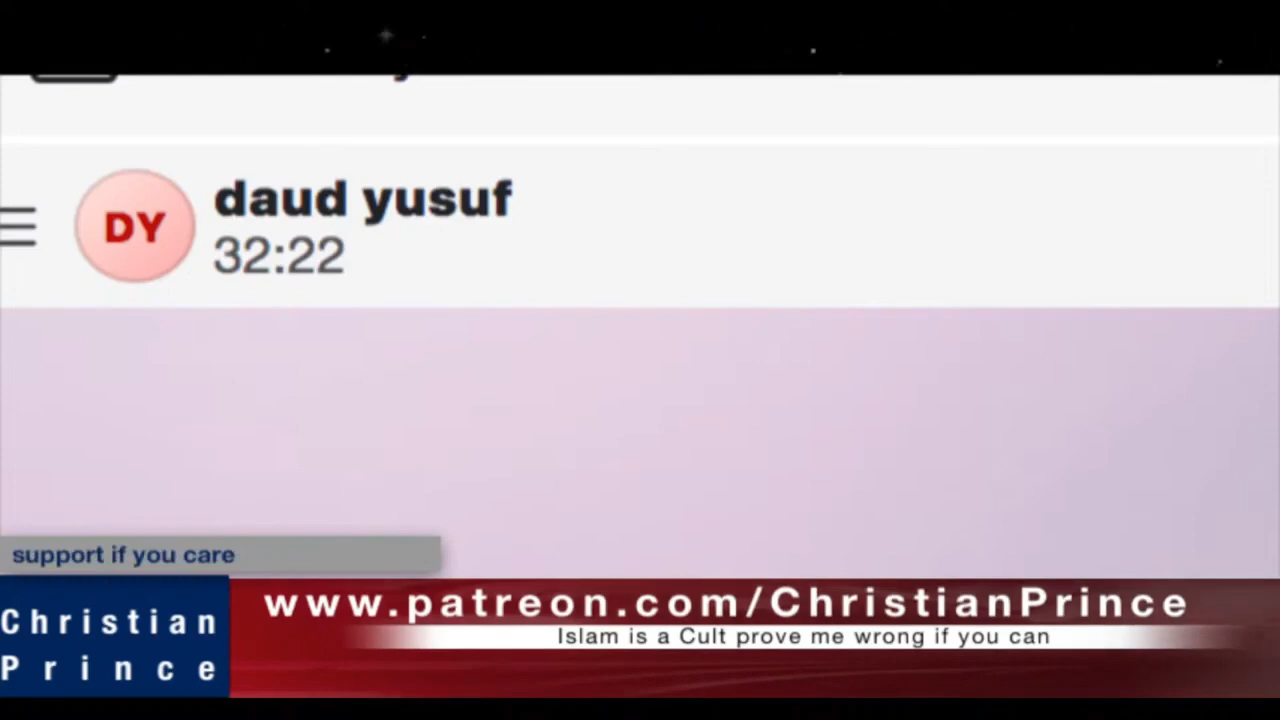 DY
daud yusuf
32:22
support if you care
Christian
Prince
www.patreon.com/ChristianPrince
Islam is a Cult prove me wrong if you can